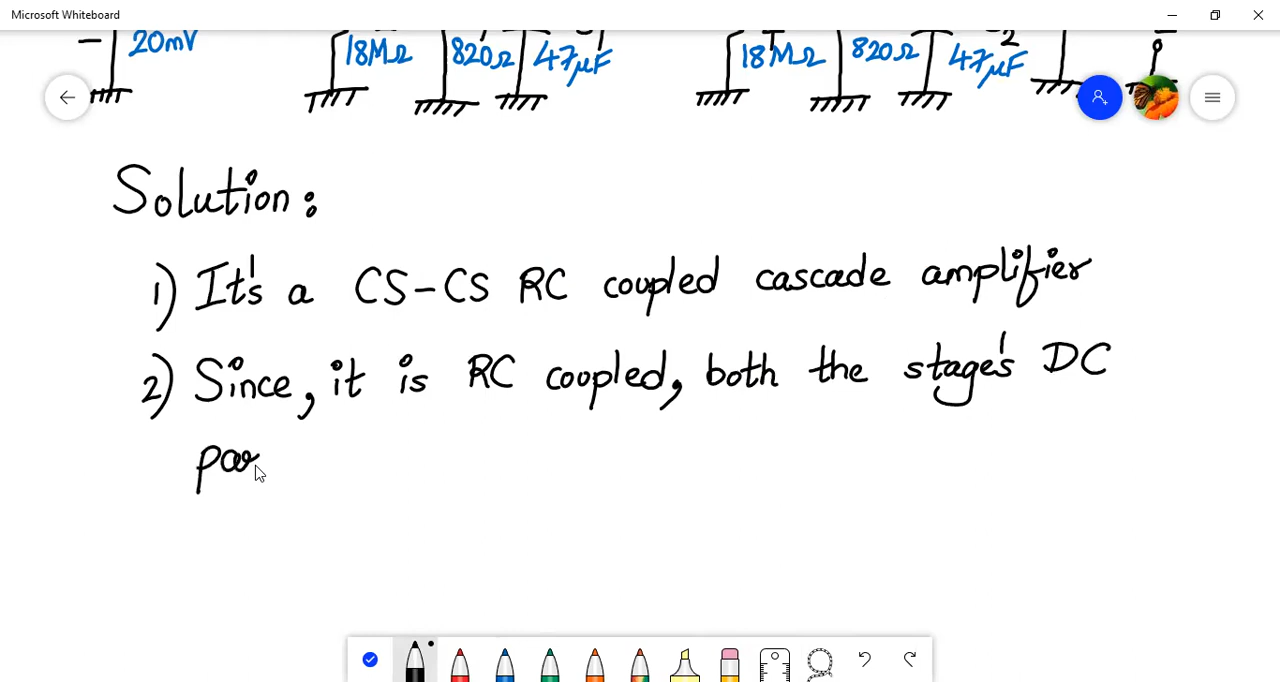 Microsoft Whiteboard
20mV 18MΩ 820Ω 47μF 18MΩ 820Ω 47μF
Solution:
1) It's a CS-CS RC coupled cascade amplifier
2) Since, it is RC coupled, both the stage's DC
par